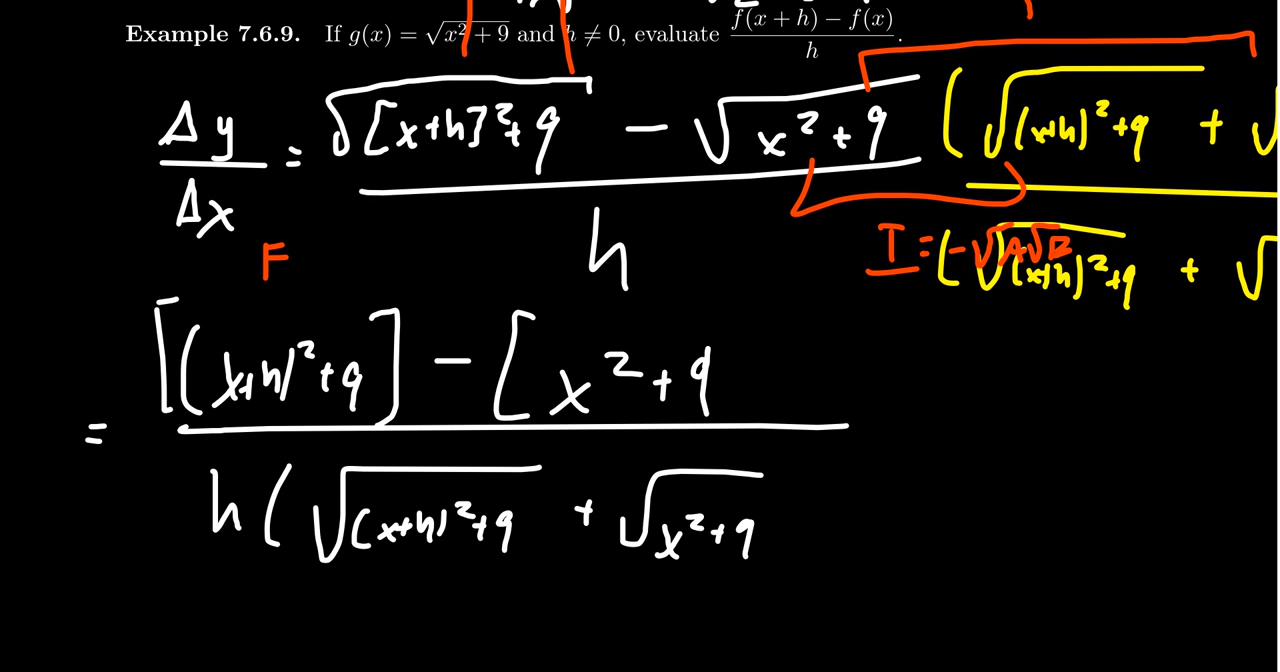 Example 7.6.9. If g(x) = √(x² + 9) and h ≠ 0, evaluate (f(x + h) − f(x))/h.
Δy/Δx = (√([x+h]²+9) − √(x²+9))/h (√((x+h)²+9) + √
(√((x+h)²+9) + √
F
I = -√A√B
= [(x+h)²+9] − [x²+9
h(√((x+h)²+9) + √(x²+9)